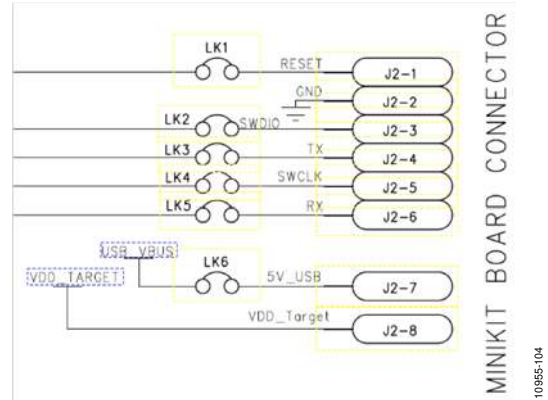 LK1
RESET
J2-1
GND
J2-2
LK2
SWDIO
J2-3
LK3
TX
J2-4
LK4
SWCLK
J2-5
LK5
RX
J2-6
USB_VBUS
LK6
5V_USB
J2-7
VDD_TARGET
VDD_Target
J2-8
MINIKIT BOARD CONNECTOR
10955-104